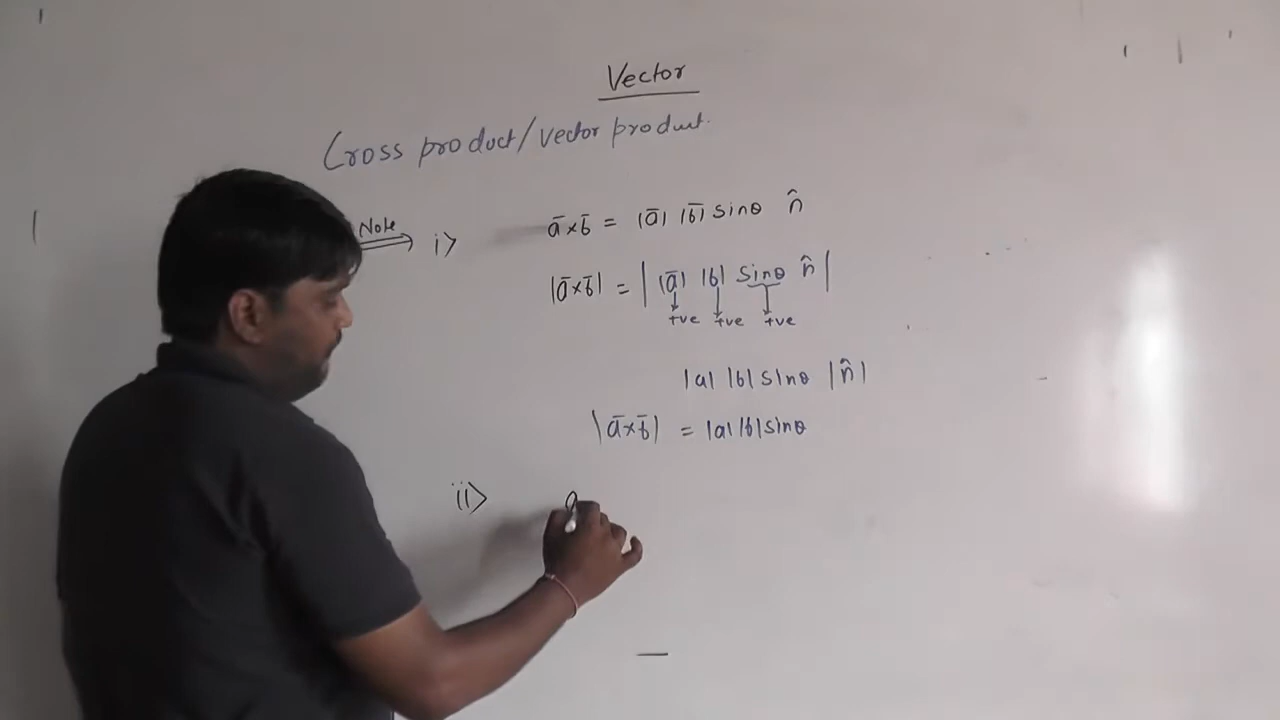 Vector
Cross product/vector product.
Note i> a̅×b̅ = |a̅| |b̅| sinθ n̂
|a̅×b̅| = | |a̅| |b| sinθ n̂ |
+ve +ve +ve
|a| |b| sinθ |n̂|
|a̅×b̅| = |a| |b| sinθ
ii> a